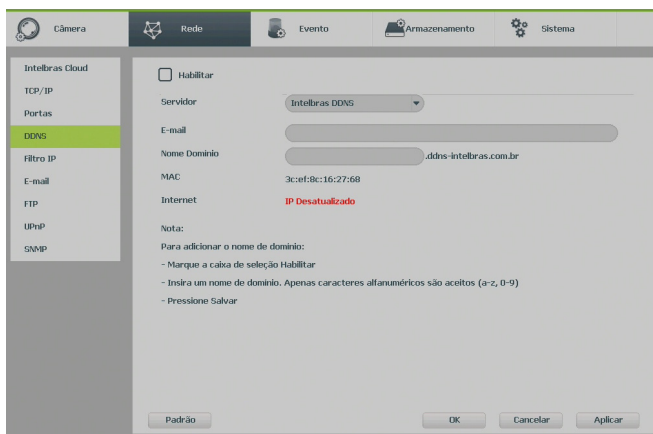 Câmera Rede Evento Armazenamento Sistema
Intelbras Cloud
TCP/IP
Portas
DDNS
Filtro IP
E-mail
FTP
UPnP
SNMP
Habilitar
Servidor Intelbras DDNS
E-mail
Nome Dominio .ddns-intelbras.com.br
MAC 3c:ef:8c:16:27:68
Internet IP Desatualizado
Nota:
Para adicionar o nome de domínio:
- Marque a caixa de seleção Habilitar
- Insira um nome de domínio. Apenas caracteres alfanuméricos são aceitos (a-z, 0-9)
- Pressione Salvar
Padrão OK Cancelar Aplicar